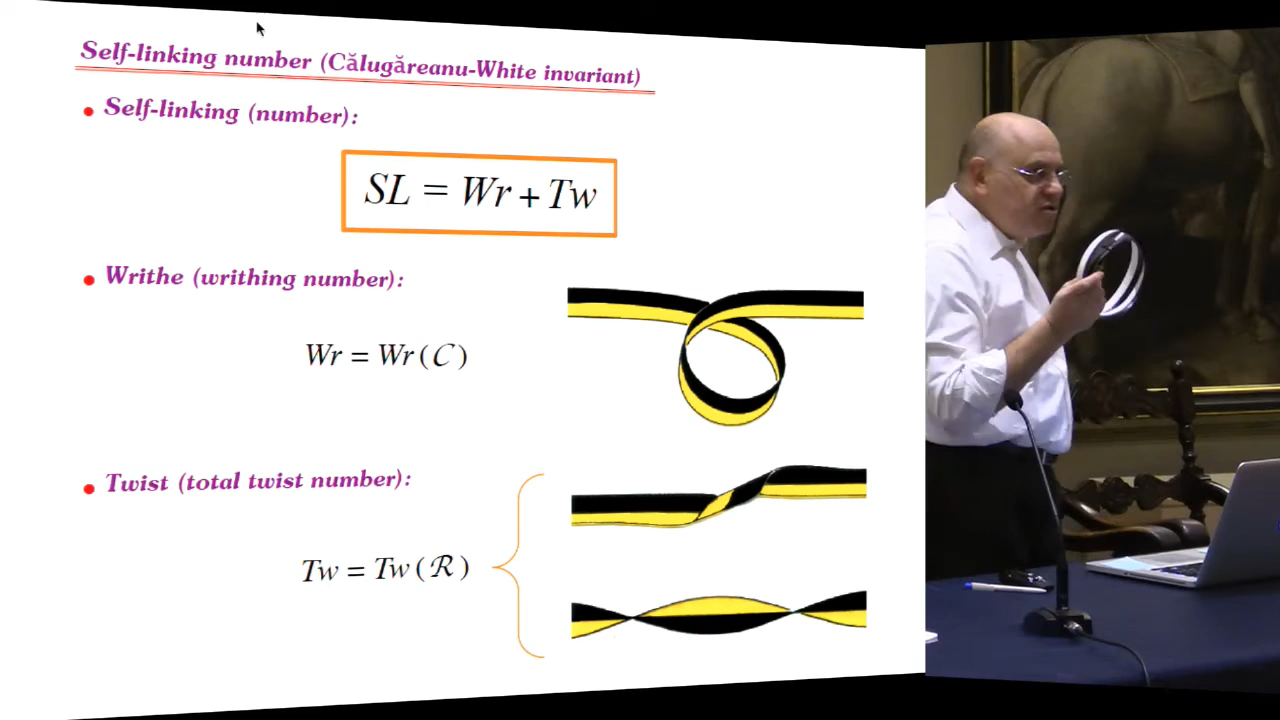 Self-linking number (Călugăreanu-White invariant)
• Self-linking (number):
SL = Wr + Tw
• Writhe (writhing number):
Wr = Wr (C)
• Twist (total twist number):
Tw = Tw (R)